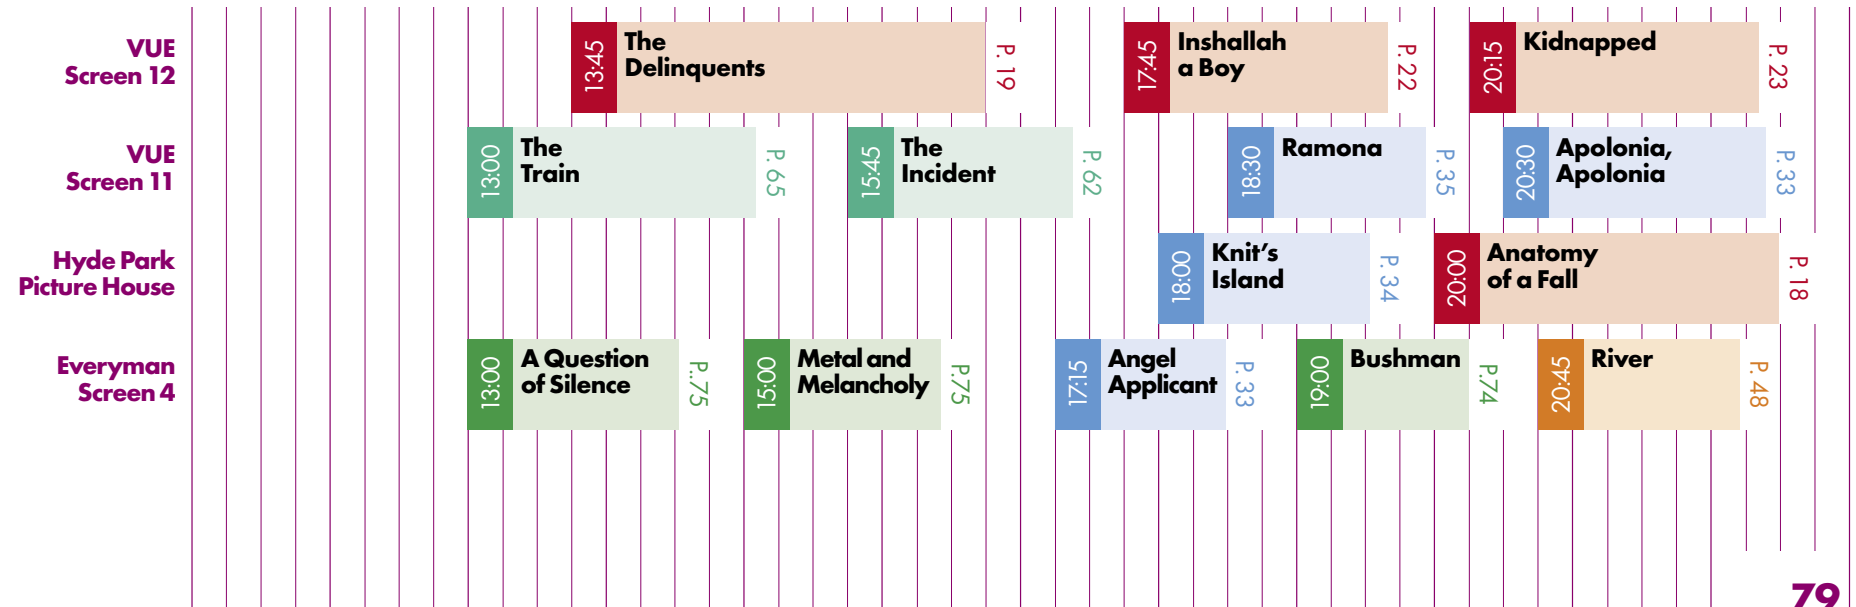 VUE
Screen 12
13:45
The
Delinquents
P. 19
17:45
Inshallah
a Boy
P. 22
20:15
Kidnapped
P. 23
VUE
Screen 11
13:00
The
Train
P. 65
15:45
The
Incident
P. 62
18:30
Ramona
P. 35
20:30
Apolonia,
Apolonia
P. 33
Hyde Park
Picture House
18:00
Knit’s
Island
P. 34
20:00
Anatomy
of a Fall
P. 18
Everyman
Screen 4
13:00
A Question
of Silence
P..75
15:00
Metal and
Melancholy
P.75
17:15
Angel
Applicant
P. 33
19:00
Bushman
P.74
20:45
River
P. 48
79